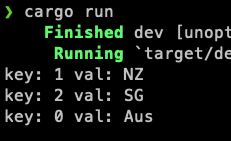 ❯ cargo run
Finished dev [unopt
Running `target/de
key: 1 val: NZ
key: 2 val: SG
key: 0 val: Aus